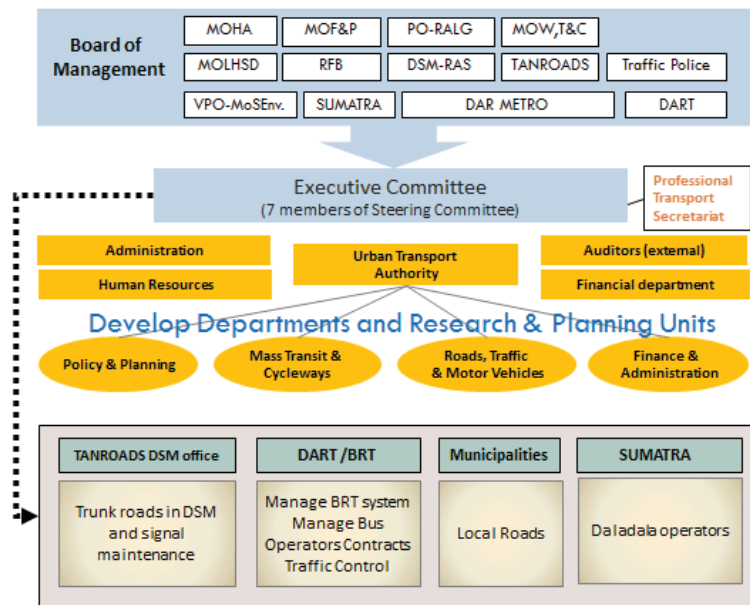 Board of
Management
MOHA
MOF&P
PO-RALG
MOW,T&C
MOLHSD
RFB
DSM-RAS
TANROADS
Traffic Police
VPO-MoSEnv.
SUMATRA
DAR METRO
DART
Executive Committee
(7 members of Steering Committee)
Professional
Transport
Secretariat
Administration
Human Resources
Urban Transport
Authority
Auditors (external)
Financial department
Develop Departments and Research & Planning Units
Policy & Planning
Mass Transit &
Cycleways
Roads, Traffic
& Motor Vehicles
Finance &
Administration
TANROADS DSM office
Trunk roads in DSM
and signal
maintenance
DART /BRT
Manage BRT system
Manage Bus
Operators Contracts
Traffic Control
Municipalities
Local Roads
SUMATRA
Daladala operators